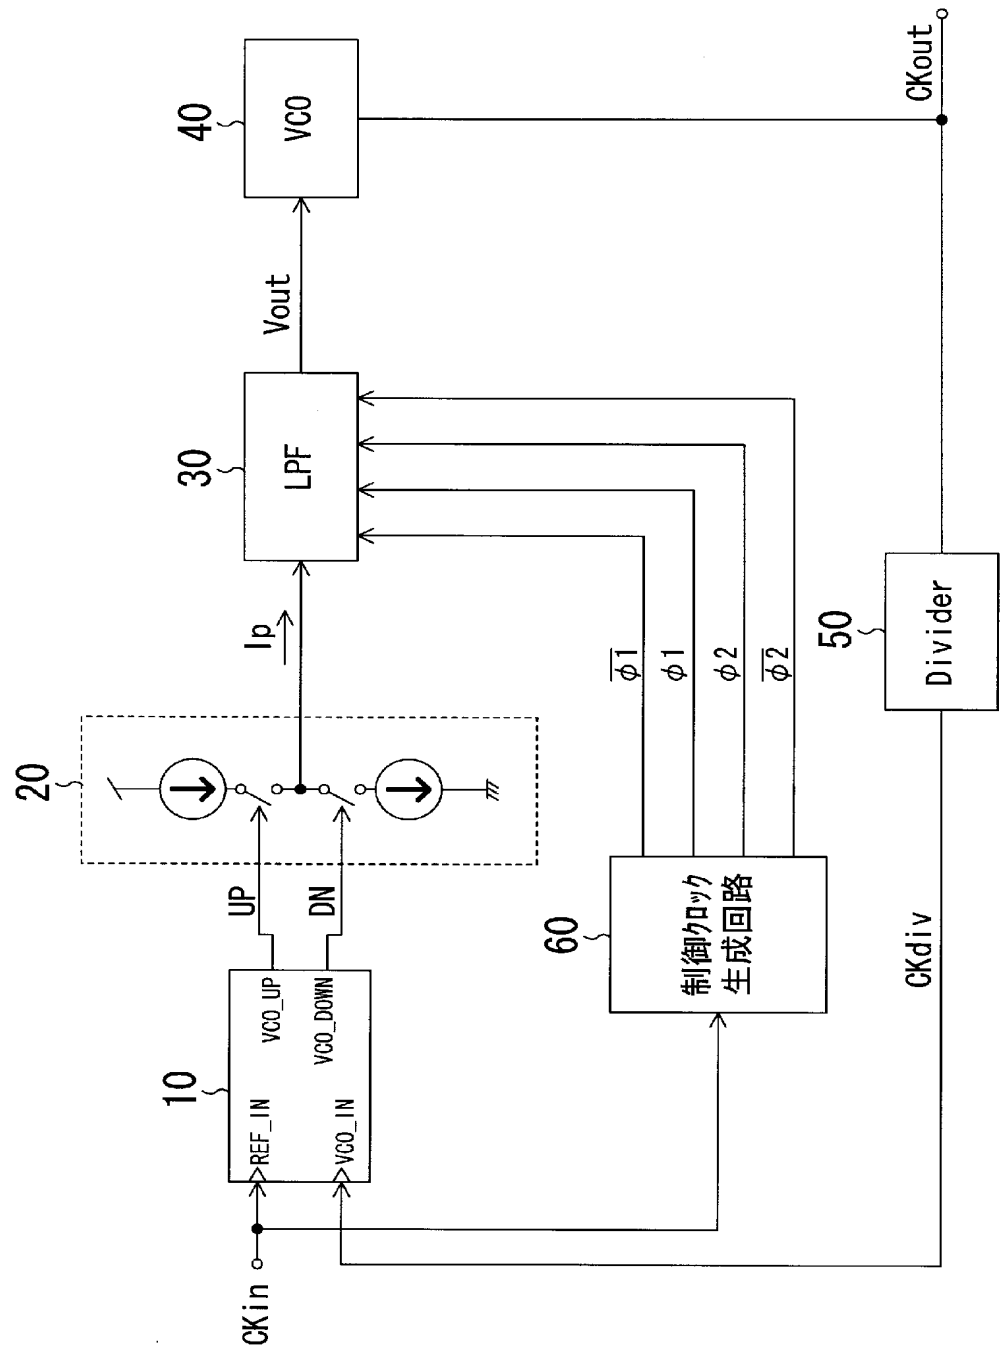 CKin
10
REF_IN
VCO_IN
VCO_UP
VCO_DOWN
UP
DN
20
Ip
30
LPF
Vout
40
VCO
60
制御クロック
生成回路
φ1
φ1
φ2
φ2
50
Divider
CKdiv
CKout